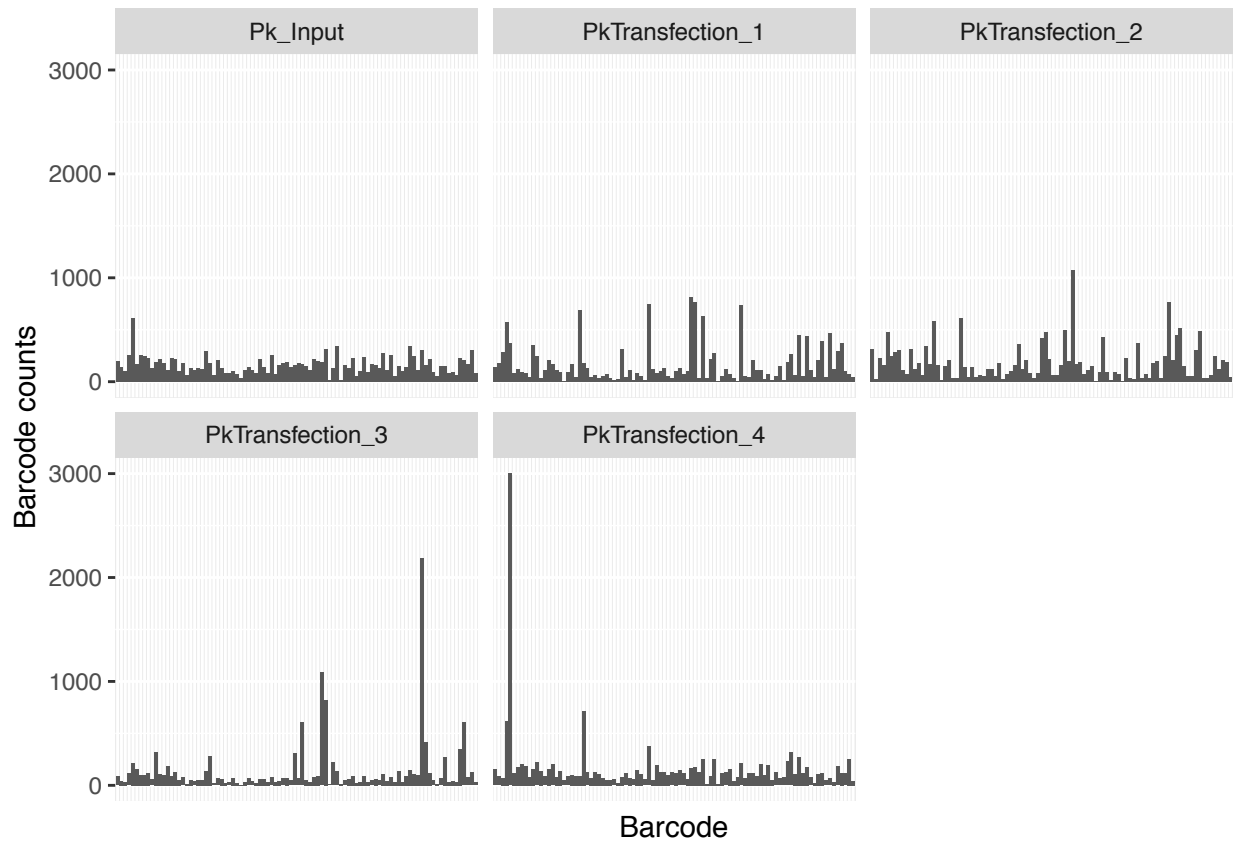 Pk_Input
PkTransfection_1
PkTransfection_2
3000
2000
1000
0
PkTransfection_3
PkTransfection_4
3000
2000
1000
0
Barcode counts
Barcode